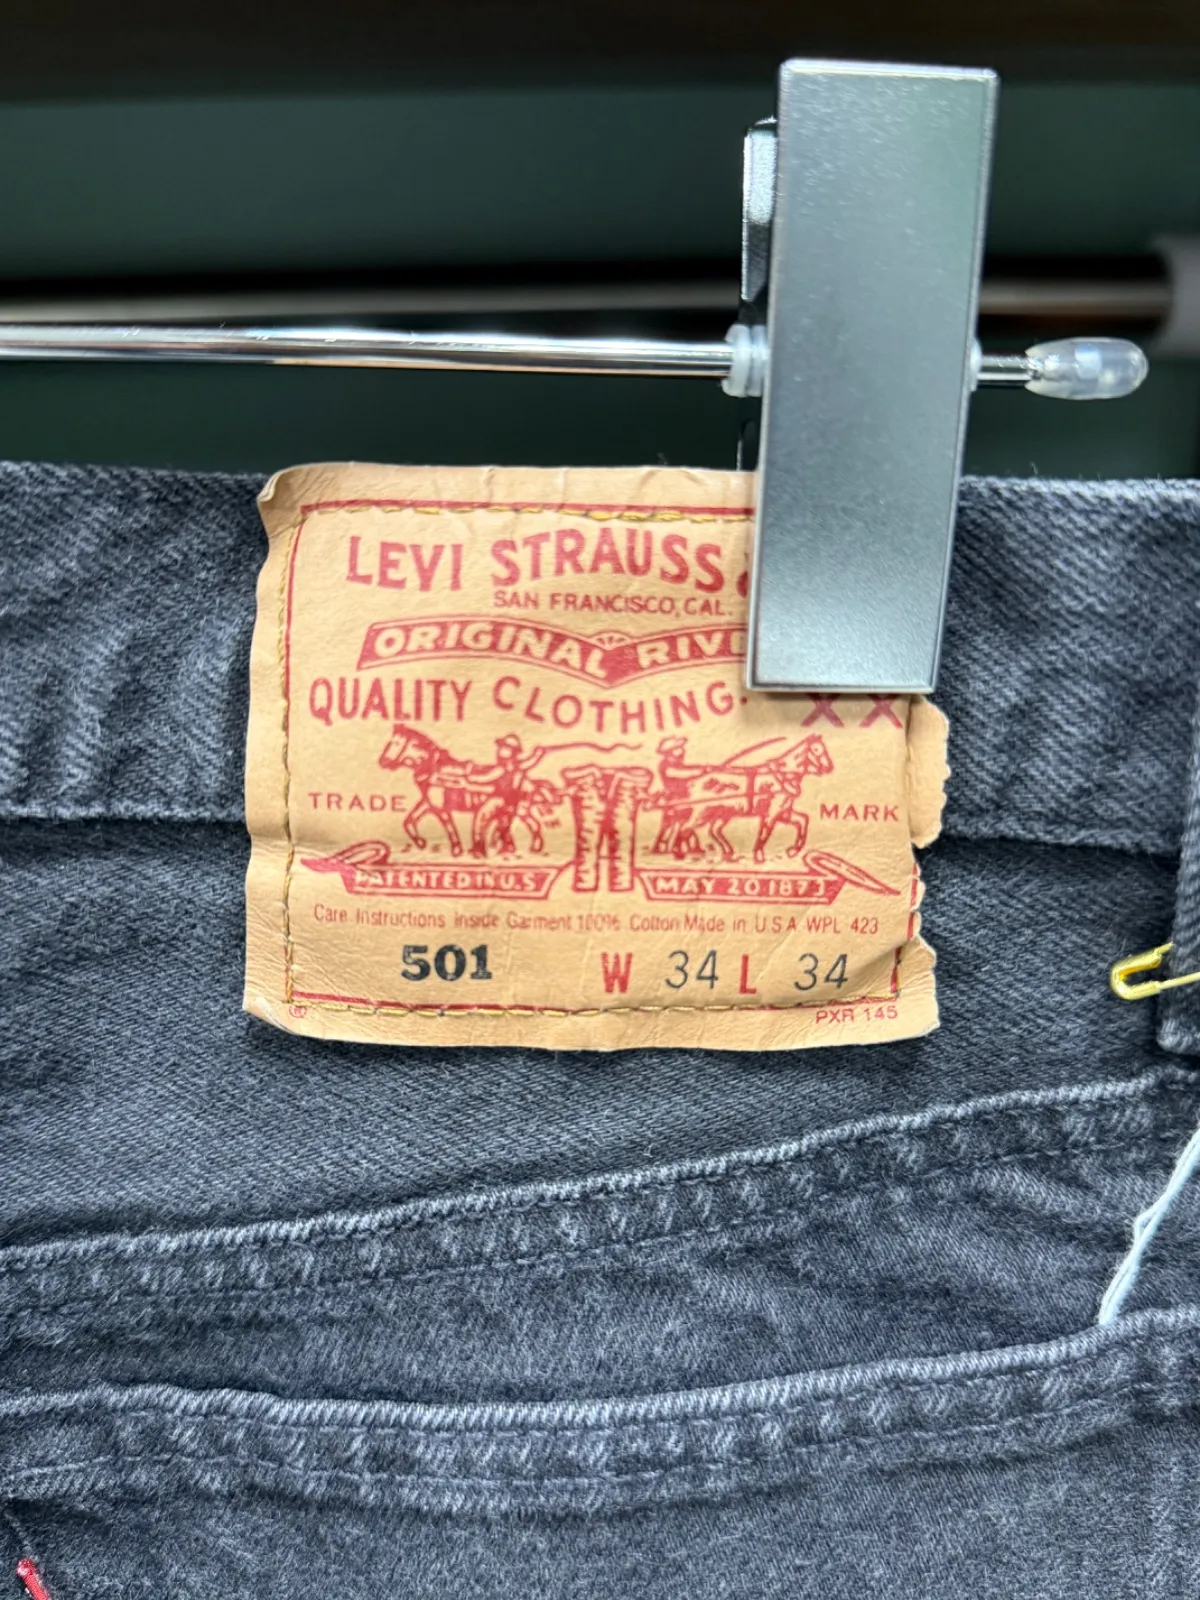 LEVI STRAUSS &
SAN FRANCISCO, CAL.
ORIGINAL RIV
QUALITY CLOTHING.
XX
TRADE MARK
PATENTED IN U.S. MAY 20 1873
Care Instructions Inside Garment 100% Cotton Made in U S A WPL 423
501 W 34 L 34
® PXR 145